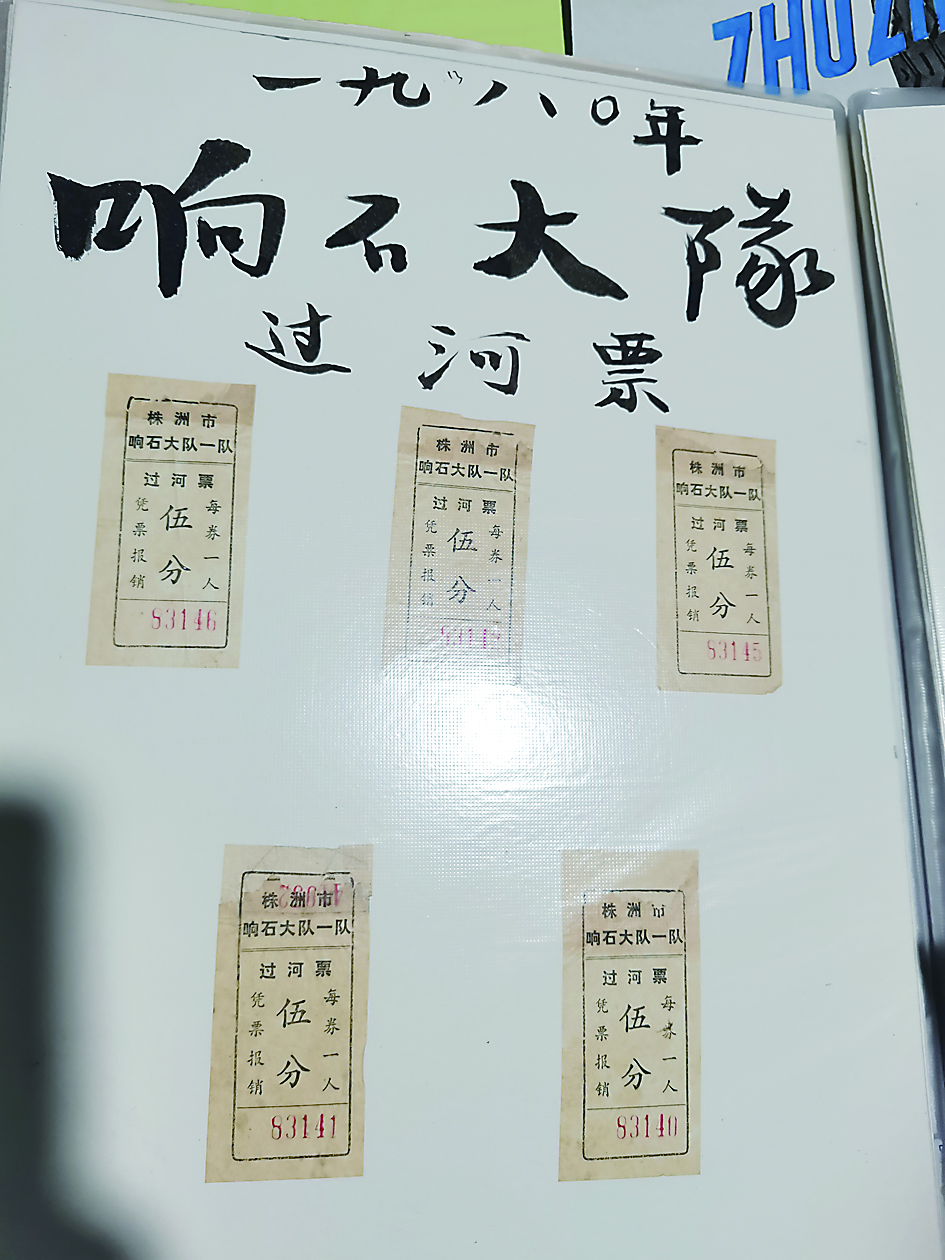 ZHUZH
一九八〇年
响石大隊
过河票
株洲市
响石大队一队
过河票
每券一人
伍分
凭票报销
83146
株洲市
响石大队一队
过河票
每券一人
伍分
凭票报销
株洲市
响石大队一队
过河票
每券一人
伍分
凭票报销
83145
株洲市
响石大队一队
过河票
每券一人
伍分
凭票报销
83141
株洲市
响石大队一队
过河票
每券一人
伍分
凭票报销
83140